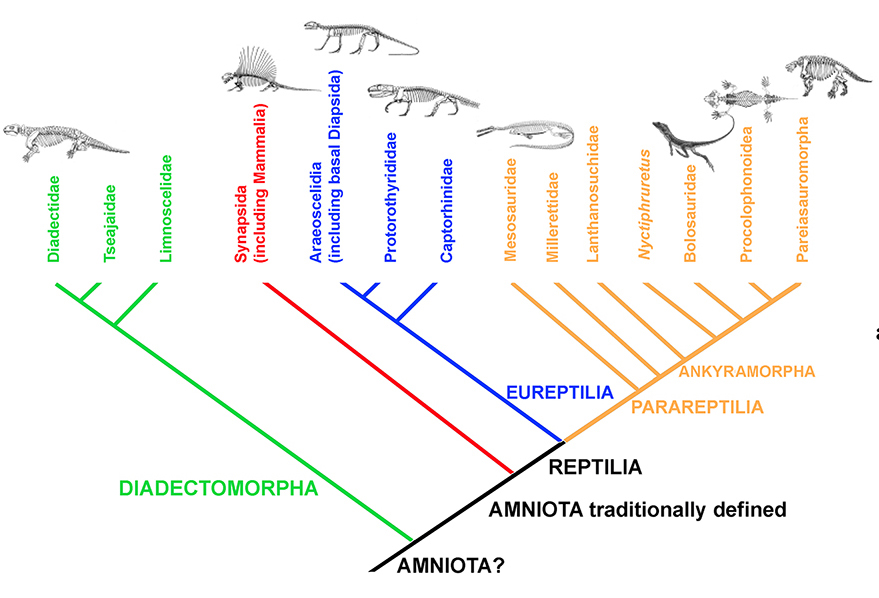 Diadectidae
Tseajaidae
Limnoscelidae
Synapsida
(including Mammalia)
Araeoscelidia
(including basal Diapsida)
Protorothyrididae
Captorhinidae
Mesosauridae
Millerettidae
Lanthanosuchidae
Nyctiphruretus
Bolosauridae
Procolophonoidea
Pareiasauromorpha
ANKYRAMORPHA
EUREPTILIA
PARAREPTILIA
REPTILIA
DIADECTOMORPHA
AMNIOTA traditionally defined
AMNIOTA?